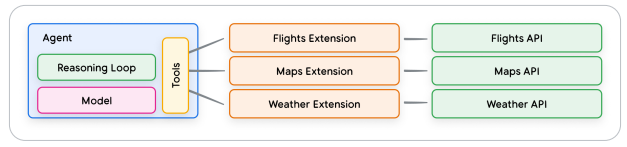 Agent
Reasoning Loop
Model
Tools
Flights Extension
Maps Extension
Weather Extension
Flights API
Maps API
Weather API